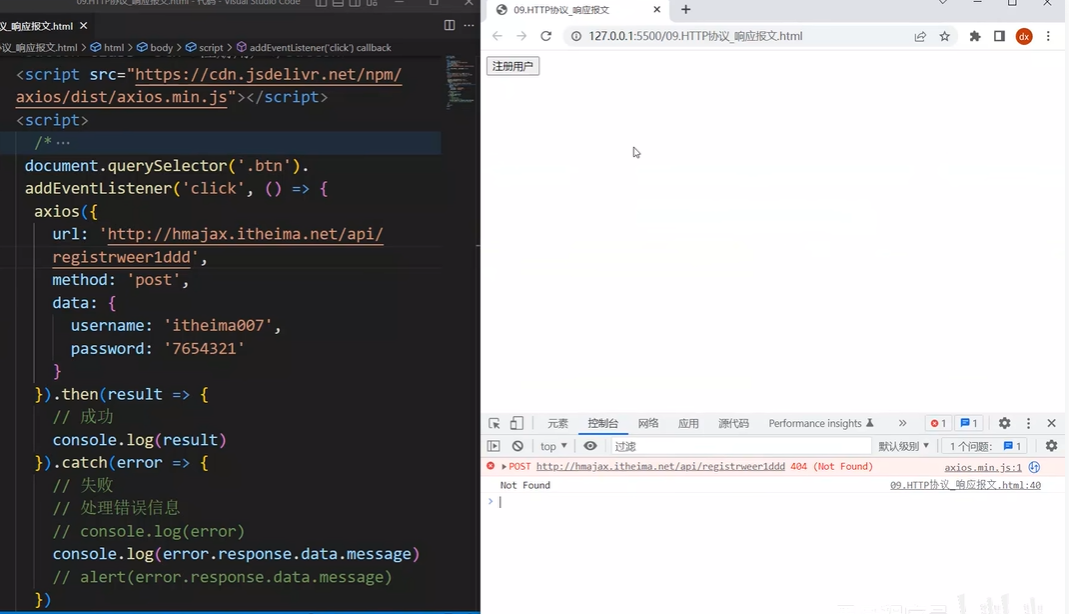 09.HTTP协议_响应报文.html - 代码 - Visual Studio Code
议_响应报文.html ×
议_响应报文.html > html > body > script > addEventListener('click') callback
<script src="https://cdn.jsdelivr.net/npm/
axios/dist/axios.min.js"></script>
<script>
/*…
document.querySelector('.btn').
addEventListener('click', () => {
axios({
url: 'http://hmajax.itheima.net/api/
registrweer1ddd',
method: 'post',
data: {
username: 'itheima007',
password: '7654321'
}
}).then(result => {
// 成功
console.log(result)
}).catch(error => {
// 失败
// 处理错误信息
// console.log(error)
console.log(error.response.data.message)
// alert(error.response.data.message)
})
09.HTTP协议_响应报文
127.0.0.1:5500/09.HTTP协议_响应报文.html
dx
注册用户
元素 控制台 网络 应用 源代码 Performance insights » 1 1
top 过滤 默认级别 1 个问题: 1
POST http://hmajax.itheima.net/api/registrweer1ddd 404 (Not Found) axios.min.js:1
Not Found 09.HTTP协议_响应报文.html:40